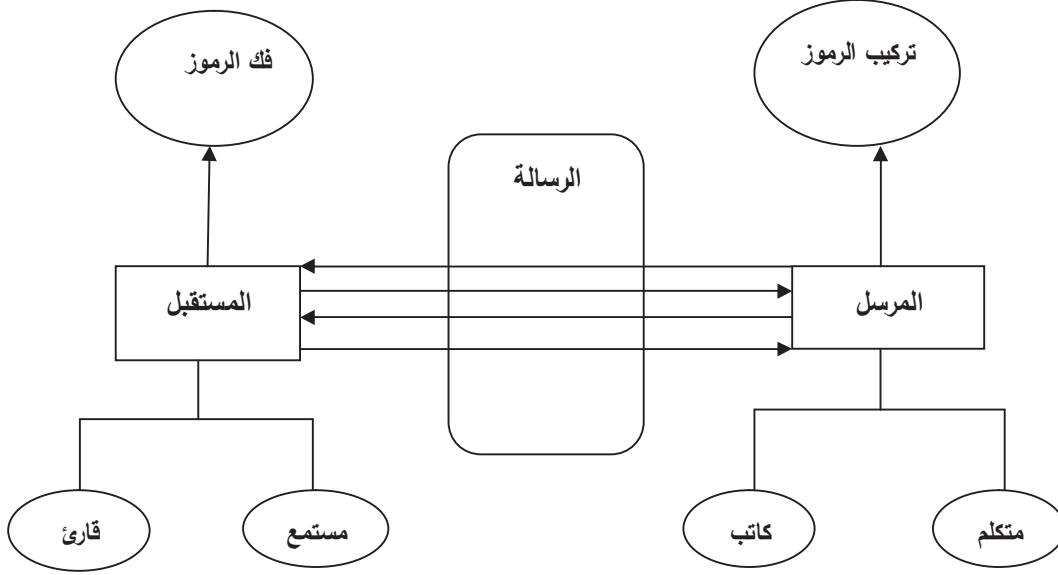 تركيب الرموز
فك الرموز
الرسالة
المرسل
المستقبل
متكلم
كاتب
مستمع
قارئ